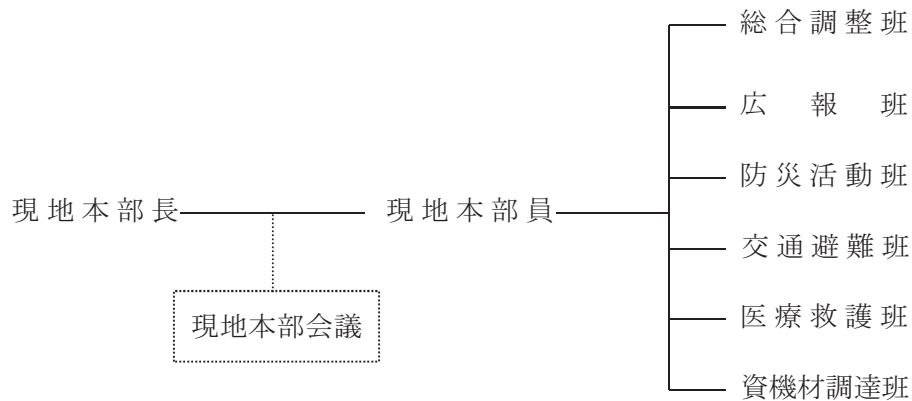 総合調整班
広報班
防災活動班
現地本部長
現地本部員
交通避難班
現地本部会議
医療救護班
資機材調達班